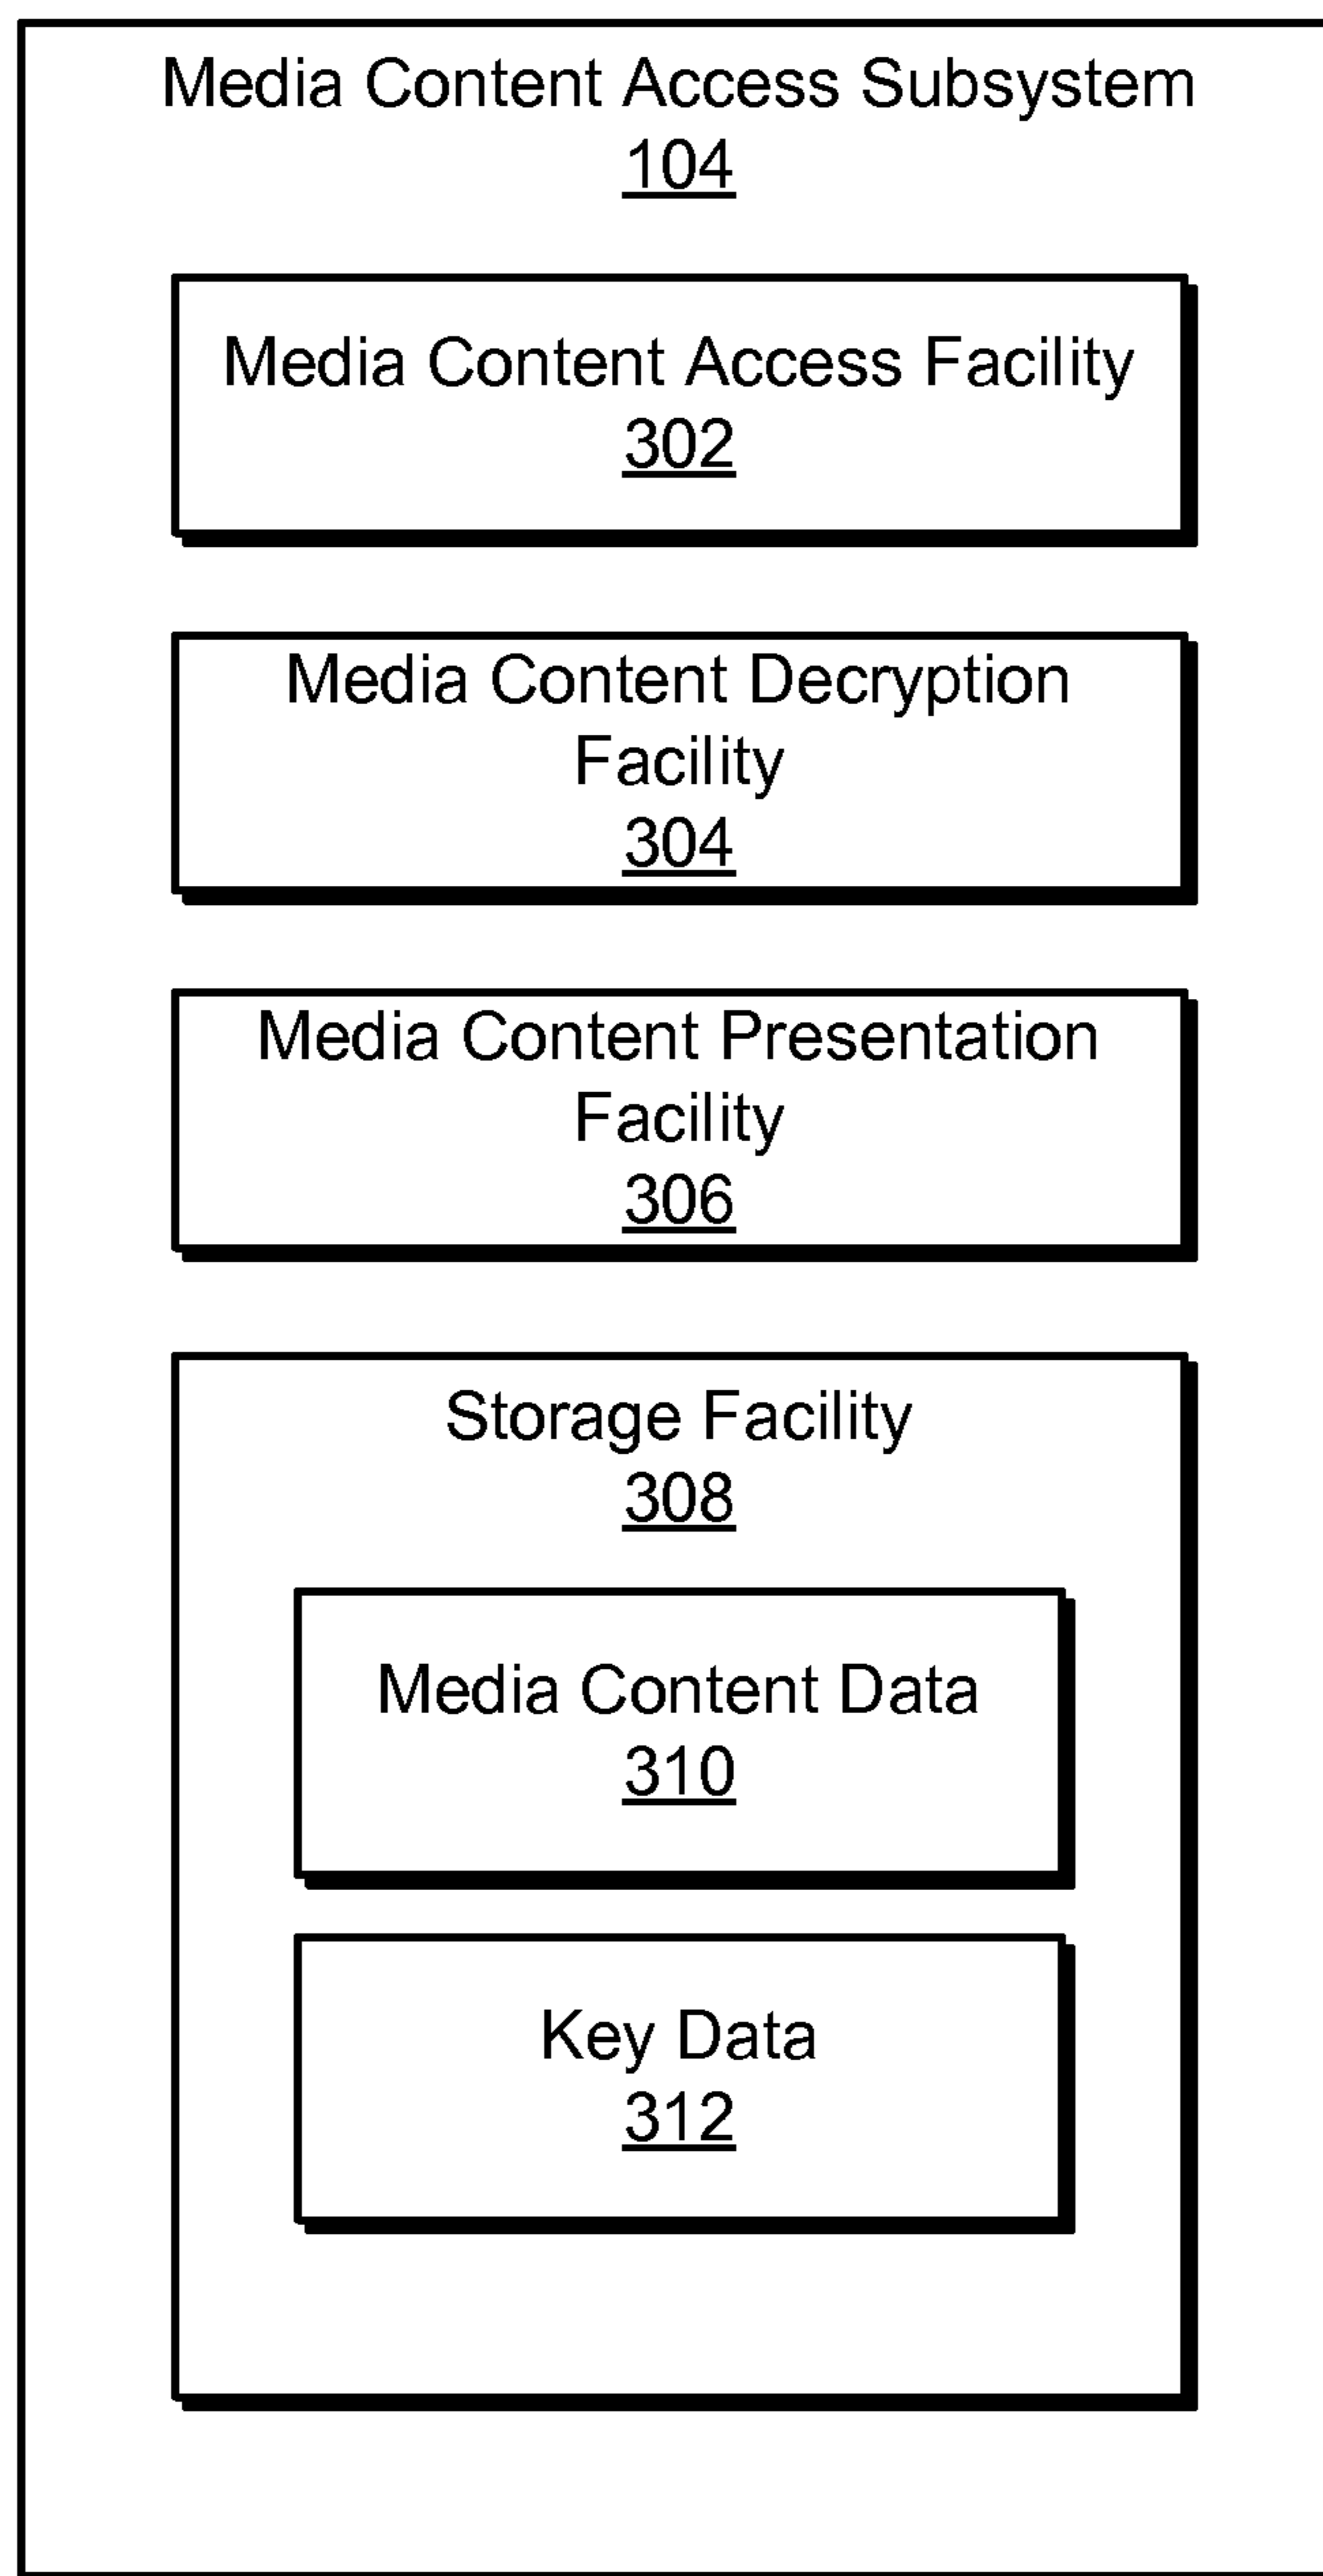 Media Content Access Subsystem
104
Media Content Access Facility
302
Media Content Decryption
Facility
304
Media Content Presentation
Facility
306
Storage Facility
308
Media Content Data
310
Key Data
312